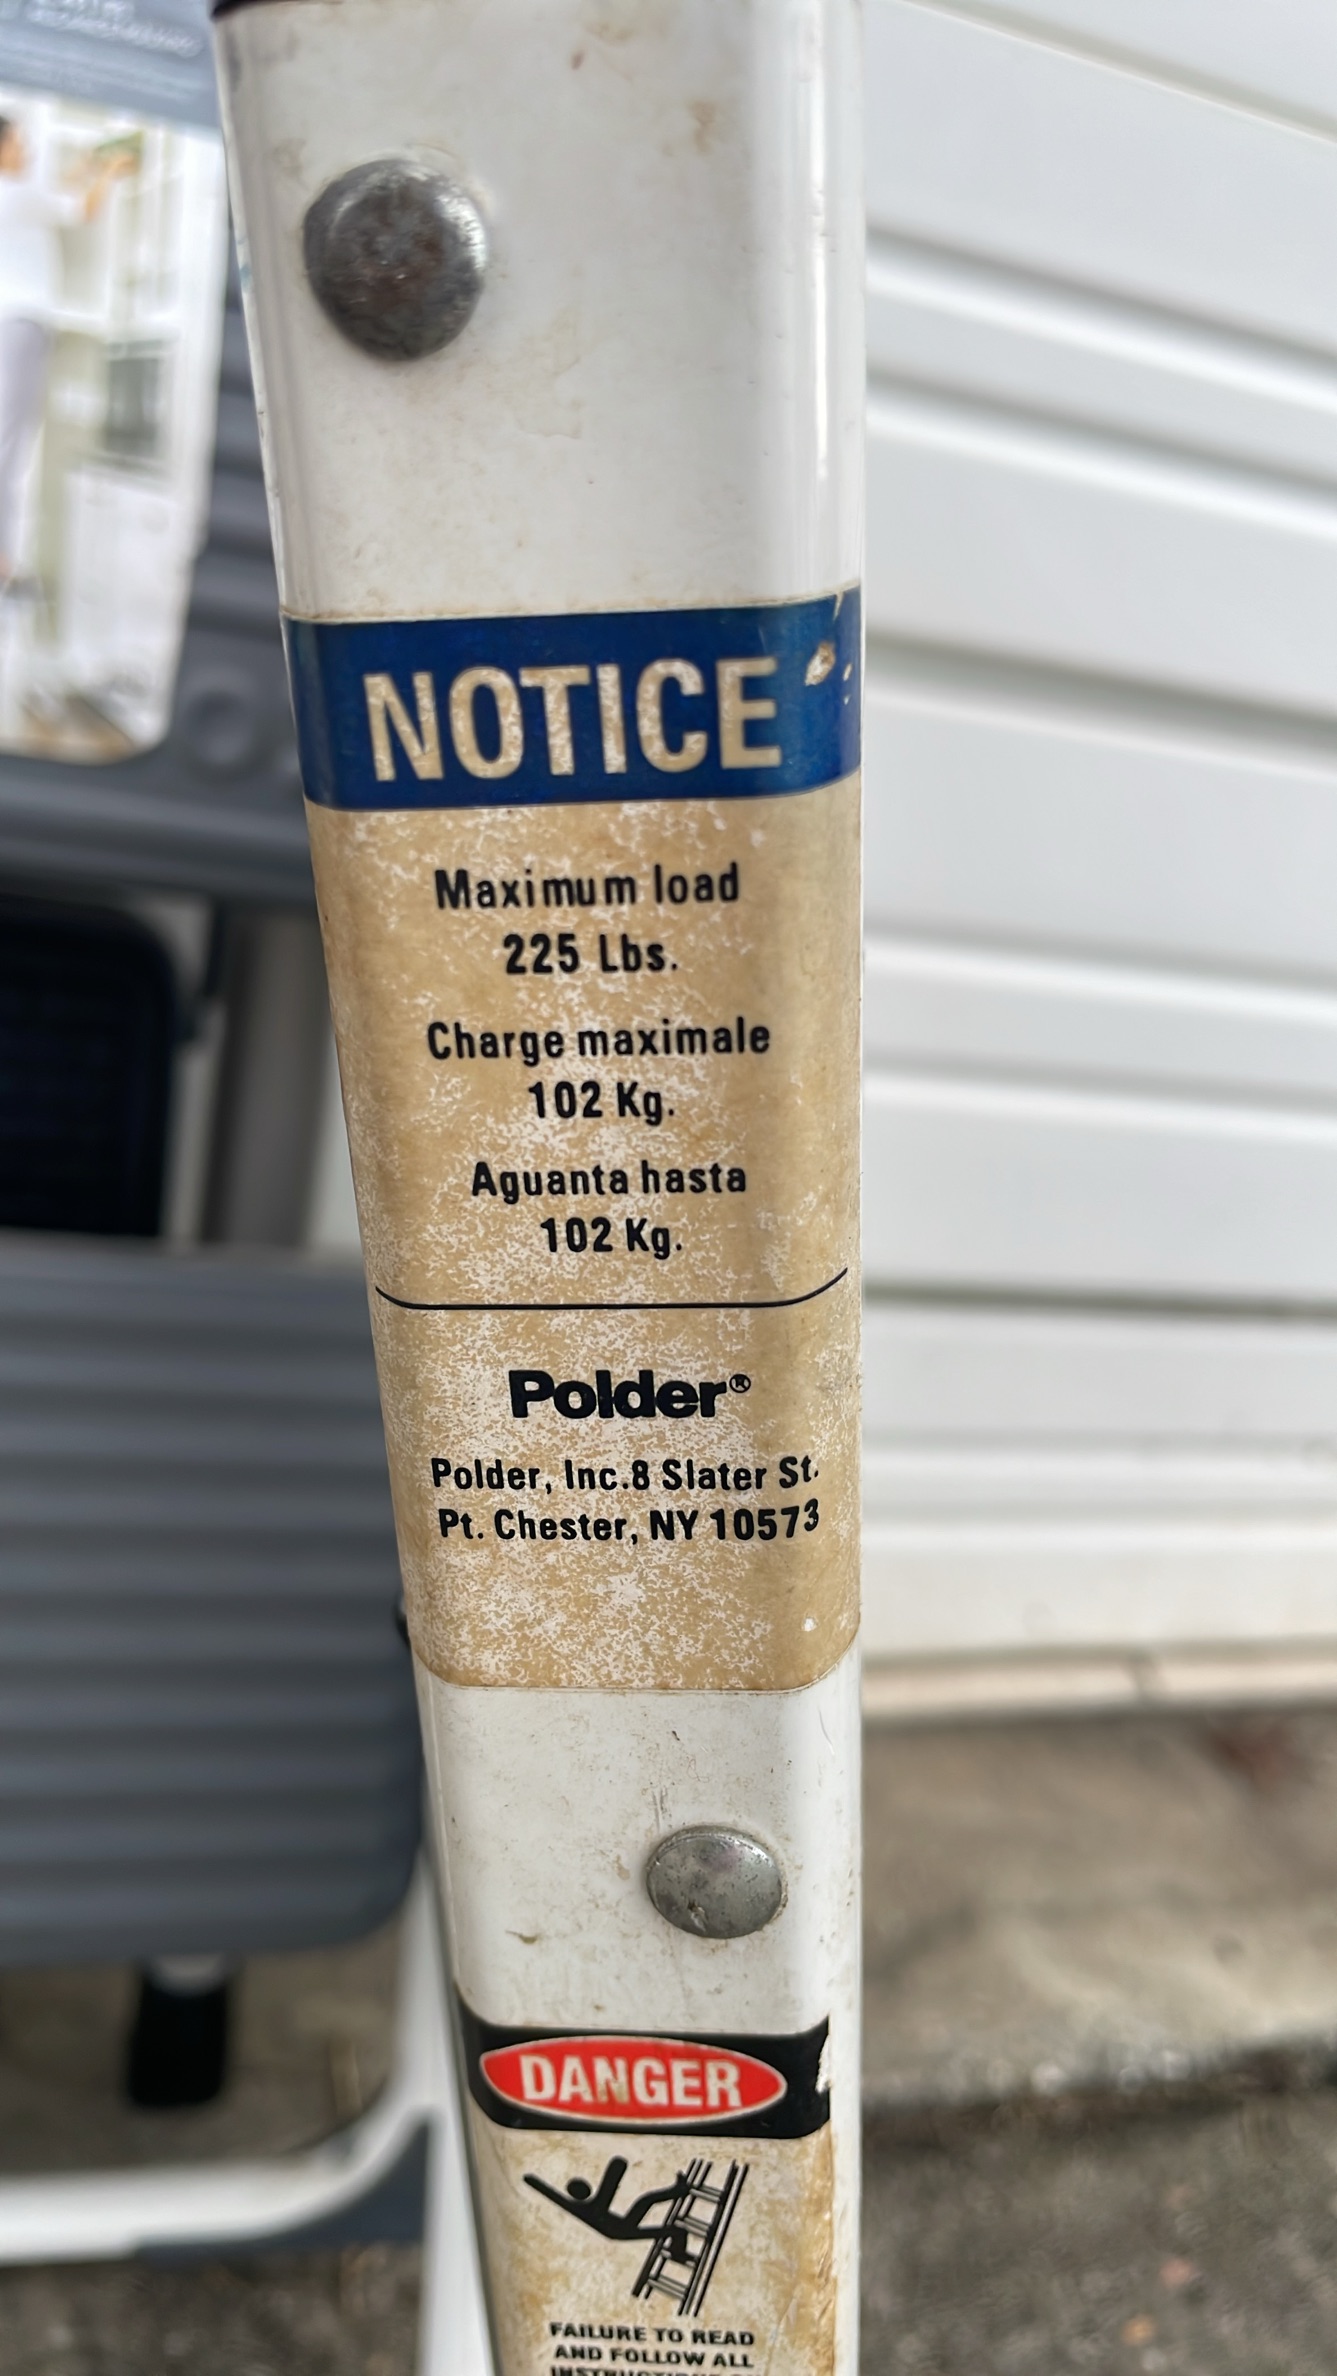 NOTICE
Maximum load
225 Lbs.
Charge maximale
102 Kg.
Aguanta hasta
102 Kg.
Polder®
Polder, Inc.8 Slater St.
Pt. Chester, NY 10573
DANGER
FAILURE TO READ
AND FOLLOW ALL